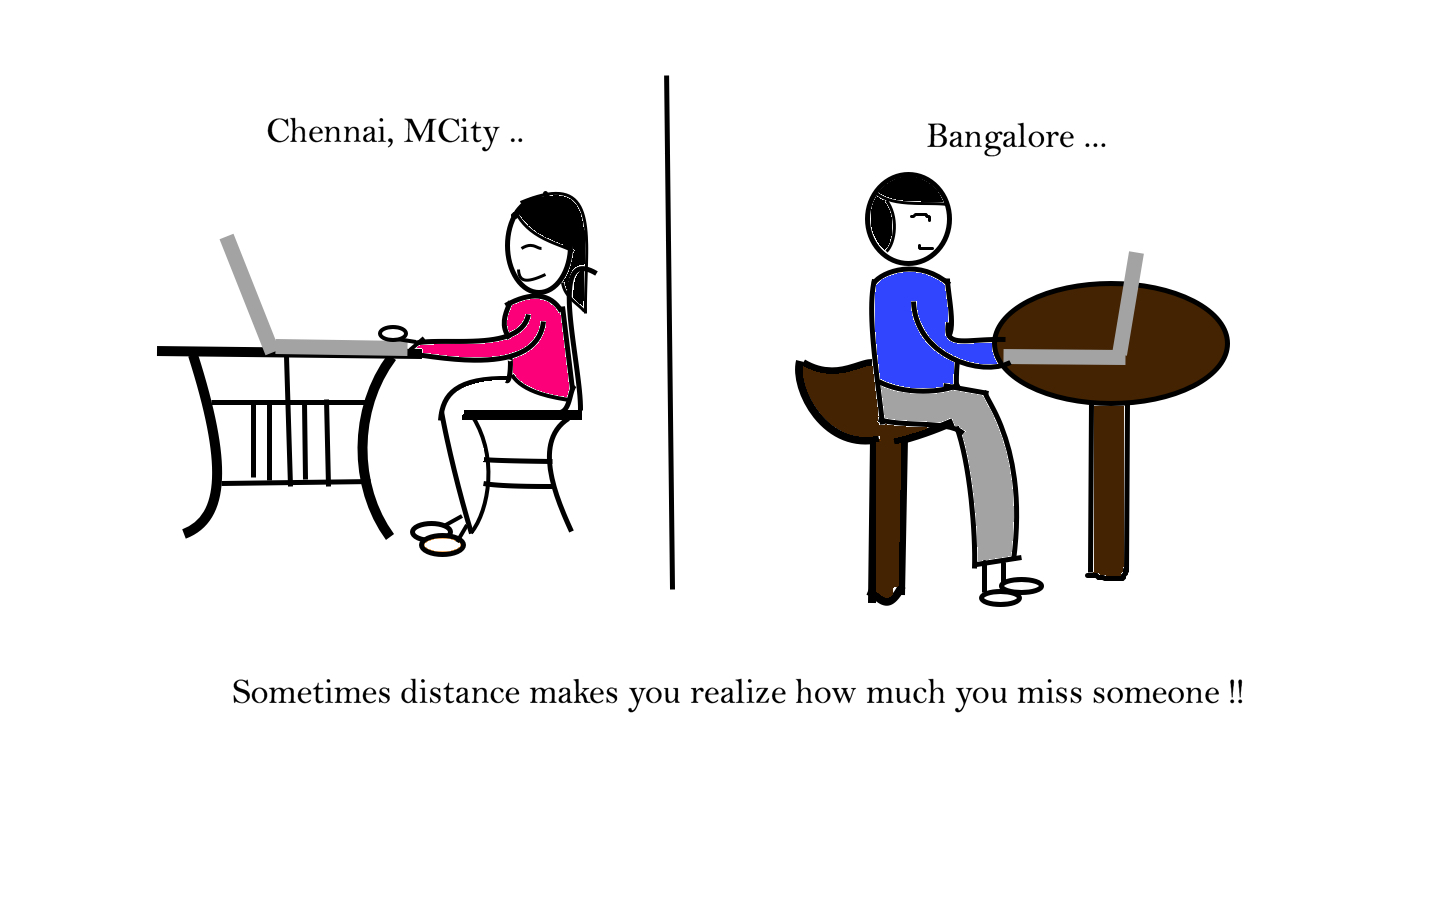 Chennai, MCity ..
Bangalore ...
Sometimes distance makes you realize how much you miss someone !!